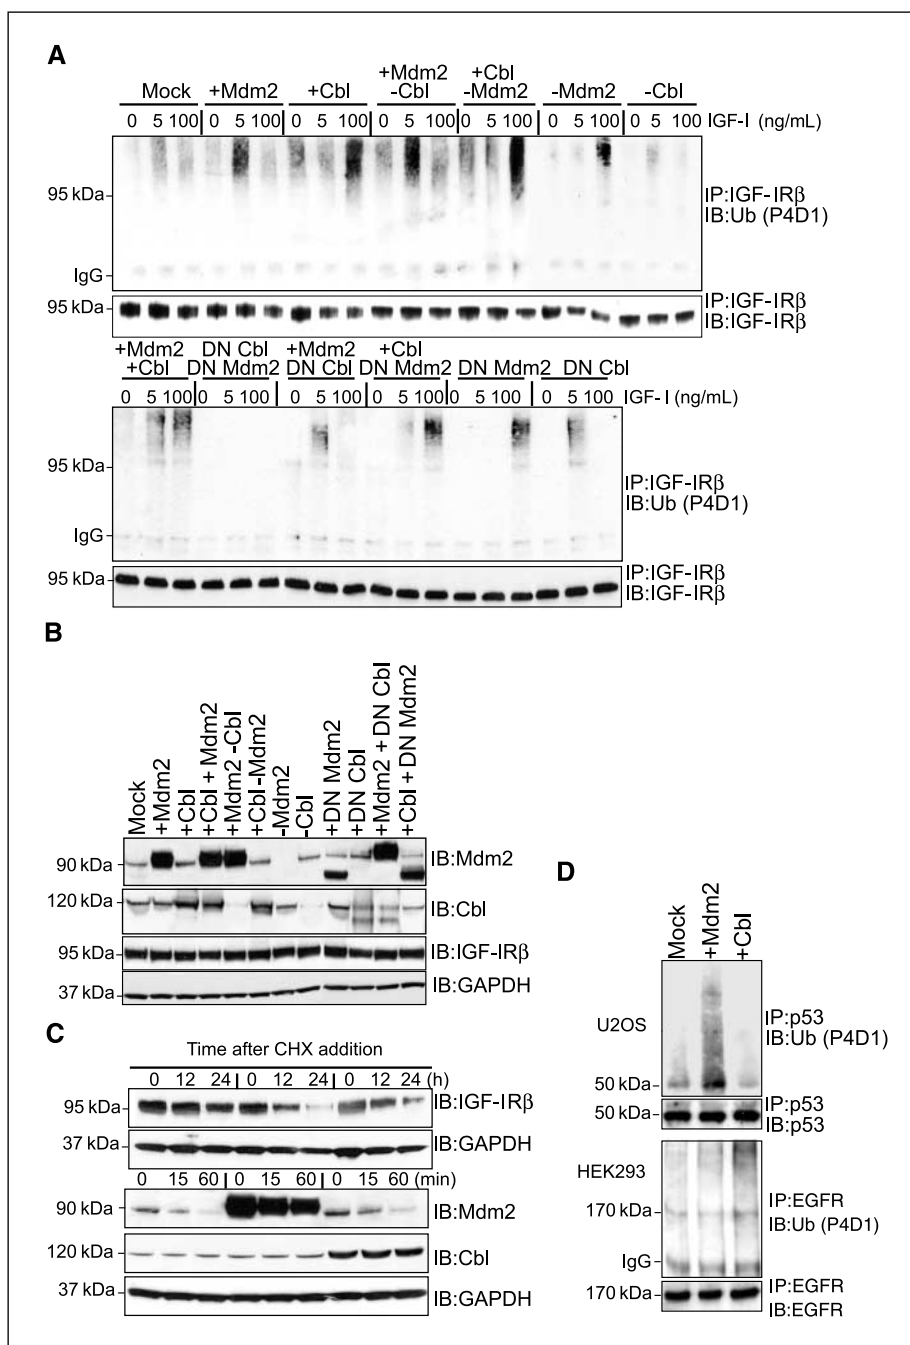 A
+Mdm2 +Cbl
Mock +Mdm2 +Cbl -Cbl -Mdm2 -Mdm2 -Cbl
0 5 100 0 5 100 0 5 100 0 5 100 0 5 100 0 5 100 0 5 100 IGF-I (ng/mL)
95 kDa
IP:IGF-IRβ
IB:Ub (P4D1)
IgG
95 kDa
IP:IGF-IRβ
IB:IGF-IRβ
+Mdm2 DN Cbl +Mdm2 +Cbl
+Cbl DN Mdm2 DN Cbl DN Mdm2 DN Mdm2 DN Cbl
0 5 100 0 5 100 0 5 100 0 5 100 0 5 100 0 5 100 IGF-I (ng/mL)
95 kDa
IP:IGF-IRβ
IB:Ub (P4D1)
IgG
95 kDa
IP:IGF-IRβ
IB:IGF-IRβ
B
Mock
+Mdm2
+Cbl
+Cbl + Mdm2
+Mdm2 -Cbl
+Cbl -Mdm2
-Mdm2
-Cbl
+DN Mdm2
+DN Cbl
+Mdm2 +DN Cbl
+Cbl + DN Mdm2
90 kDa IB:Mdm2
120 kDa IB:Cbl
95 kDa IB:IGF-IRβ
37 kDa IB:GAPDH
C
Time after CHX addition
0 12 24 0 12 24 0 12 24 (h)
95 kDa IB:IGF-IRβ
37 kDa IB:GAPDH
0 15 60 0 15 60 0 15 60 (min)
90 kDa IB:Mdm2
120 kDa IB:Cbl
37 kDa IB:GAPDH
D
Mock
+Mdm2
+Cbl
U2OS
IP:p53
IB:Ub (P4D1)
50 kDa
50 kDa
IP:p53
IB:p53
HEK293
IP:EGFR
170 kDa
IB:Ub (P4D1)
IgG
170 kDa
IP:EGFR
IB:EGFR